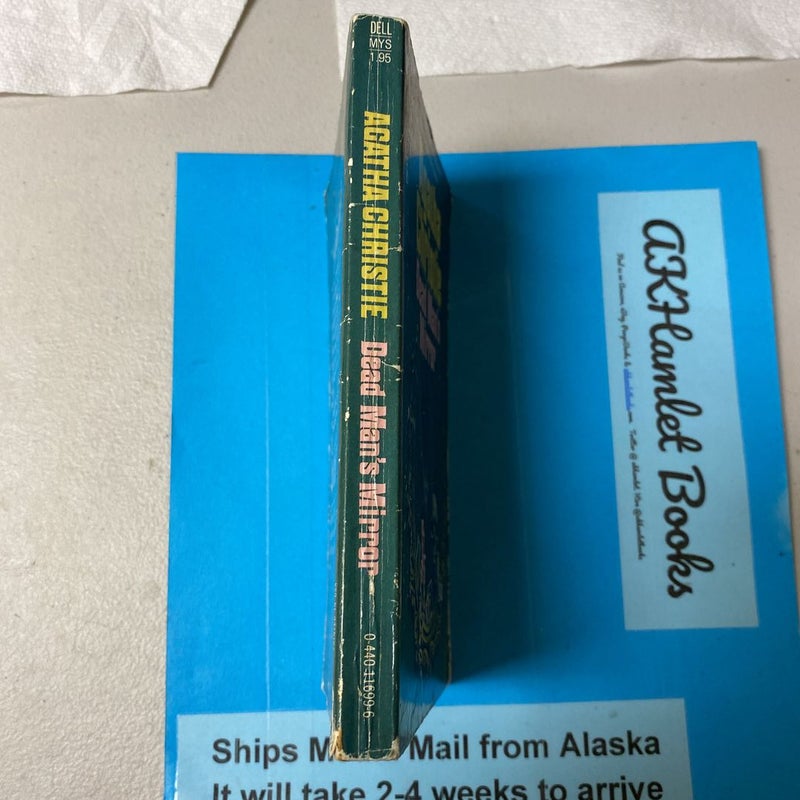 DELL
MYS
1.95
AGATHA CHRISTIE Dead Man's Mirror
0-440-11699-6
AKHamlet Books
Ships Mail from Alaska
It will take 2-4 weeks to arrive